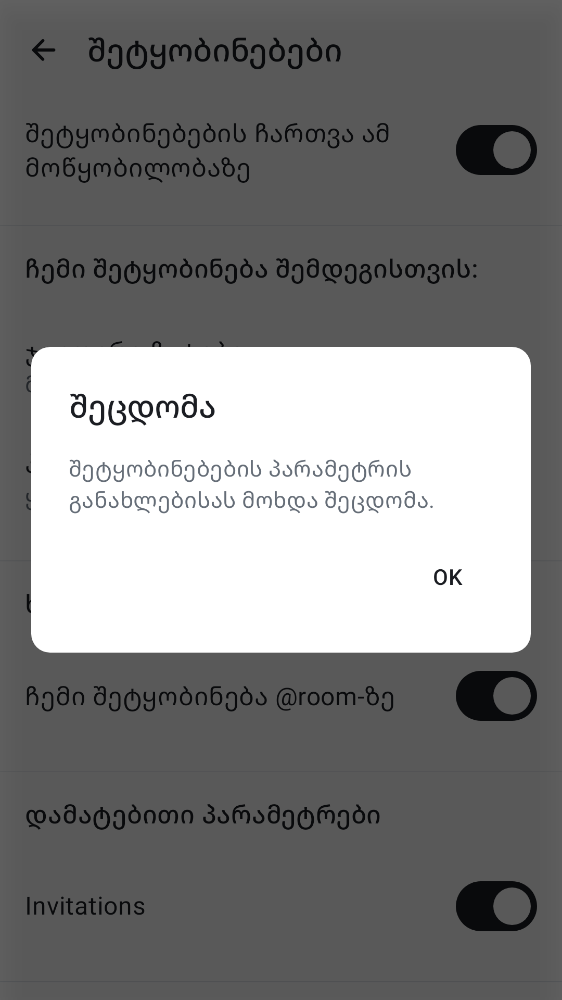 შეტყობინებები
შეტყობინებების ჩართვა ამ
მოწყობილობაზე
ჩემი შეტყობინება შემდეგისთვის:
შეცდომა
შეტყობინებების პარამეტრის
განახლებისას მოხდა შეცდომა.
OK
ჩემი შეტყობინება @room-ზე
დამატებითი პარამეტრები
Invitations